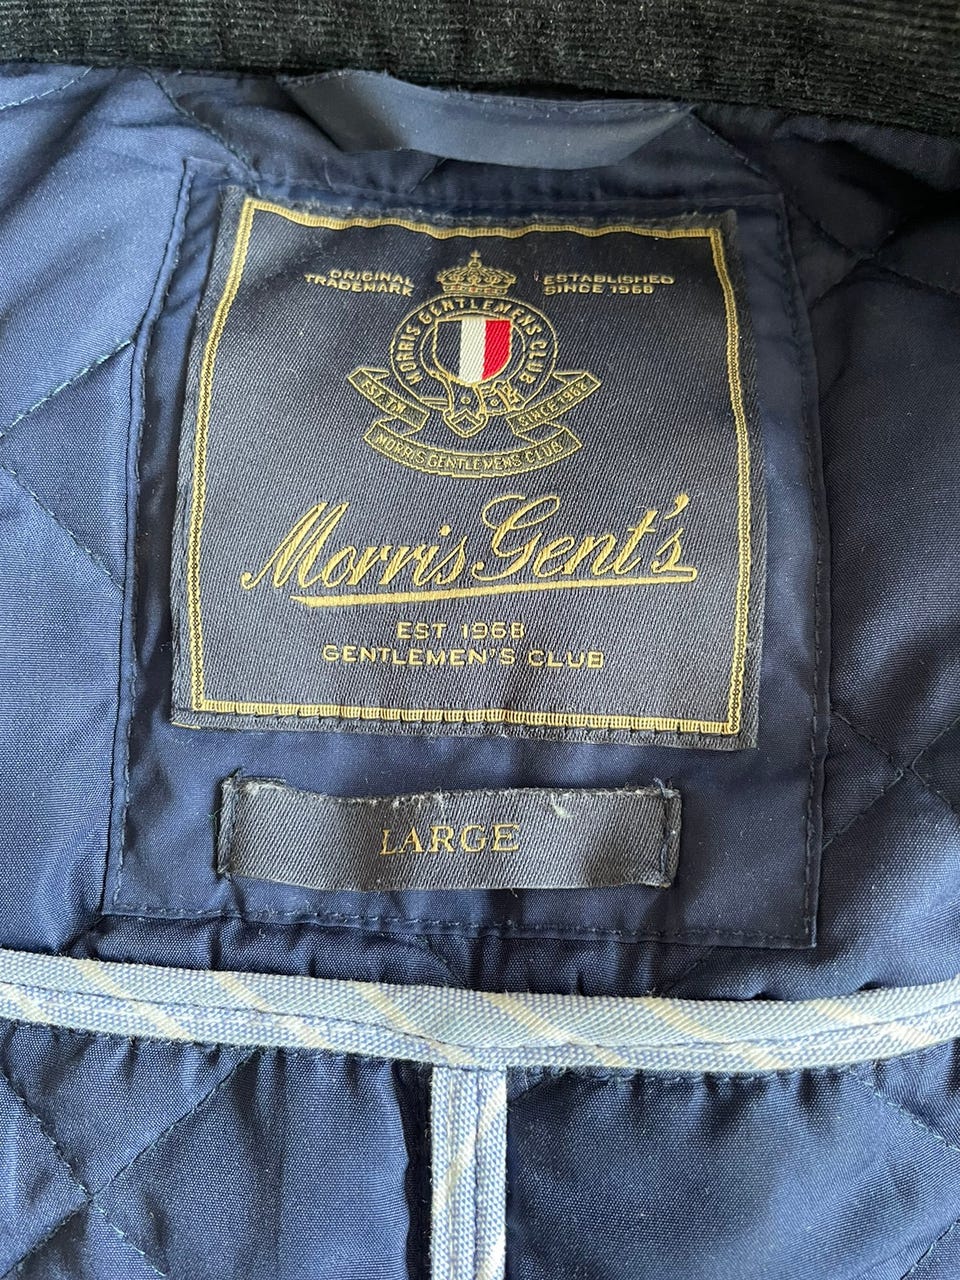 ORIGINAL
TRADEMARK
ESTABLISHED
SINCE 1968
MORRIS GENTLEMENS CLUB
SINCE 1962
MORRIS GENTLEMENS CLUB
Morris Gent's
EST 1968
GENTLEMEN'S CLUB
LARGE